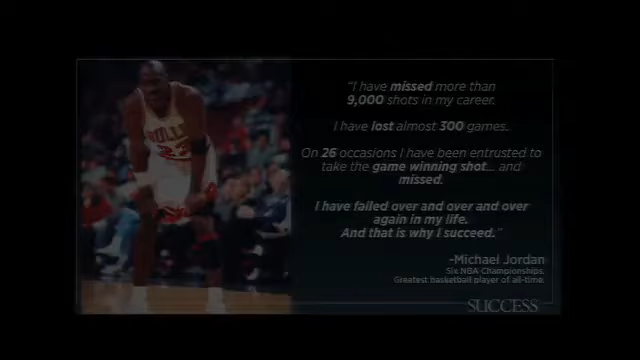 "I have missed more than
9,000 shots in my career.
I have lost almost 300 games.
On 26 occasions I have been entrusted to
take the game winning shot... and
missed.
I have failed over and over and over
again in my life.
And that is why I succeed."
-Michael Jordan
Six NBA Championships.
Greatest basketball player of all-time.
SUCCESS
BULLS
23